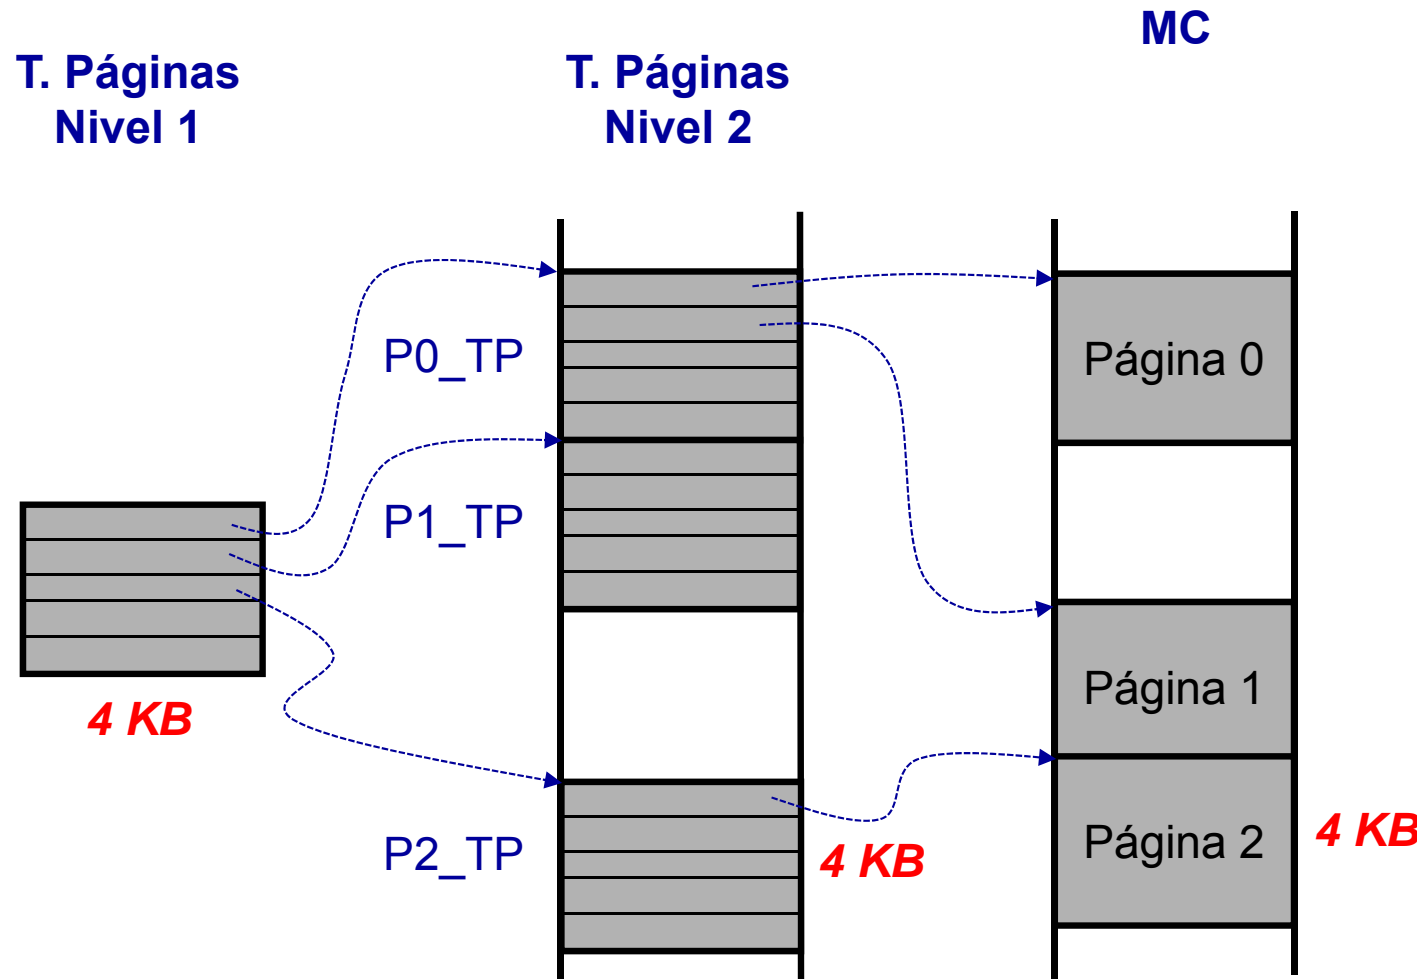 MC
T. Páginas
Nivel 1
T. Páginas
Nivel 2
P0_TP
Página 0
P1_TP
4 KB
Página 1
P2_TP
4 KB
Página 2
4 KB